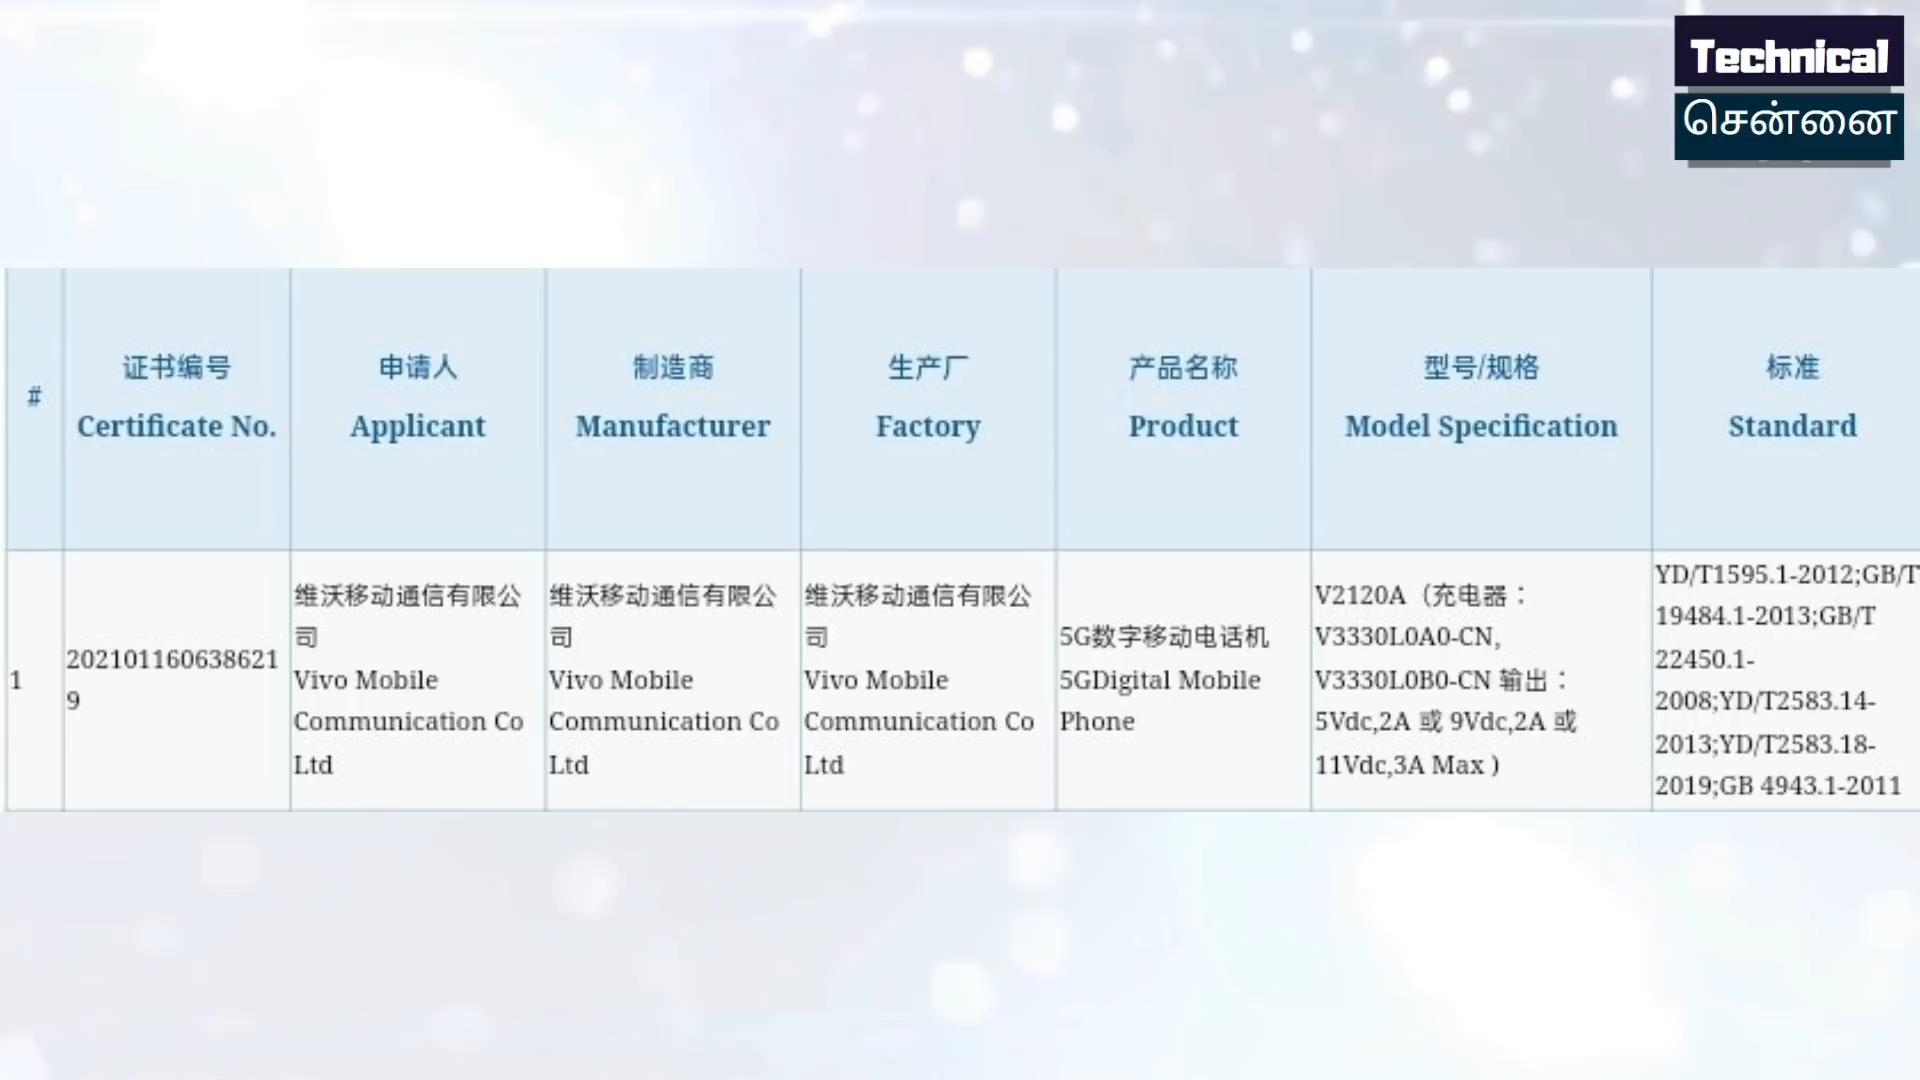 Technical
சென்னை
#
证书编号
Certificate No.
申请人
Applicant
制造商
Manufacturer
生产厂
Factory
产品名称
Product
型号/规格
Model Specification
标准
Standard
1
202101160638621
9
维沃移动通信有限公
司
Vivo Mobile
Communication Co
Ltd
维沃移动通信有限公
司
Vivo Mobile
Communication Co
Ltd
维沃移动通信有限公
司
Vivo Mobile
Communication Co
Ltd
5G数字移动电话机
5GDigital Mobile
Phone
V2120A（充电器：
V3330L0A0-CN,
V3330L0B0-CN 输出：
5Vdc,2A 或 9Vdc,2A 或
11Vdc,3A Max )
YD/T1595.1-2012;GB/T
19484.1-2013;GB/T
22450.1-
2008;YD/T2583.14-
2013;YD/T2583.18-
2019;GB 4943.1-2011